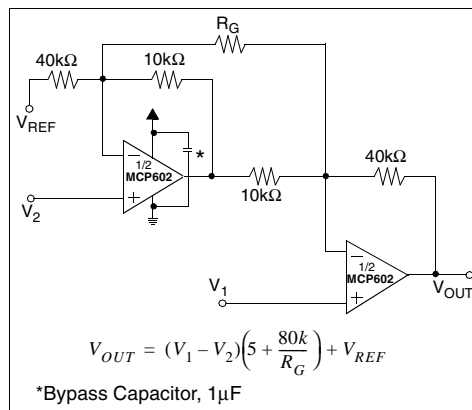 R_G
40kΩ
10kΩ
V_REF
*
1/2
MCP602
V_2
10kΩ
40kΩ
1/2
MCP602
V_1
V_OUT
V_OUT = (V_1 – V_2)(5 + 80k/R_G) + V_REF
*Bypass Capacitor, 1µF